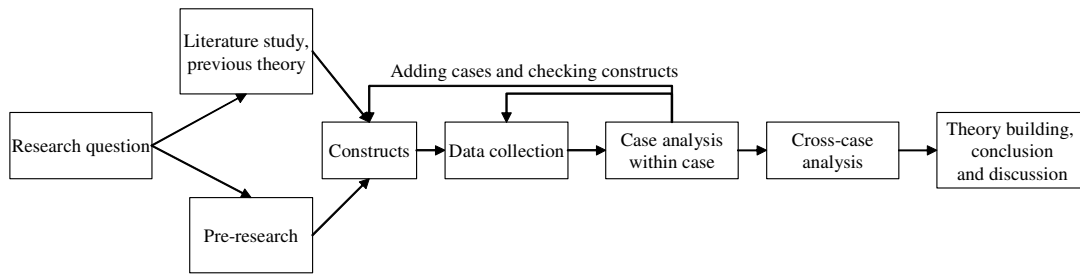 Literature study,
previous theory
Adding cases and checking constructs
Research question
Constructs
Data collection
Case analysis
within case
Cross-case
analysis
Theory building,
conclusion
and discussion
Pre-research